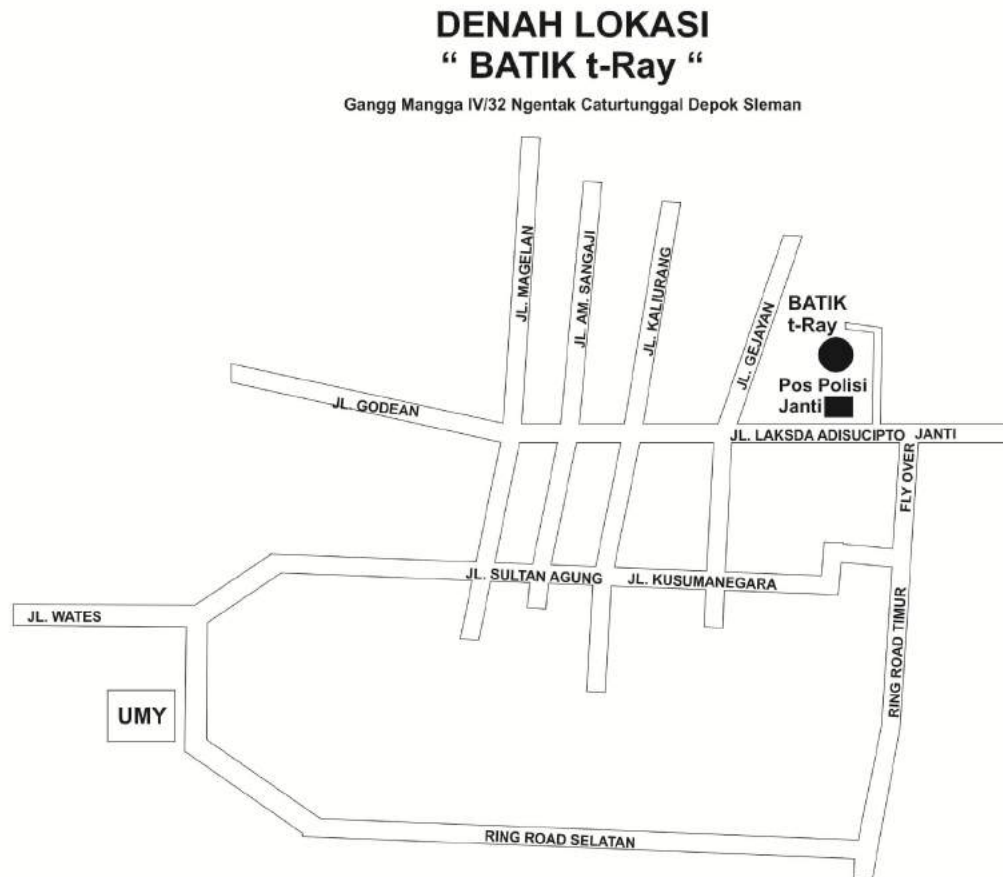 DENAH LOKASI
“ BATIK t-Ray “
Gangg Mangga IV/32 Ngentak Caturtunggal Depok Sleman
JL. MAGELAN
JL. AM. SANGAJI
JL. KALIURANG
JL. GEJAYAN
BATIK
t-Ray
Pos Polisi
Janti
JL. GODEAN
JL. LAKSDA ADISUCIPTO
JANTI
FLY OVER
JL. SULTAN AGUNG
JL. KUSUMANEGARA
JL. WATES
RING ROAD TIMUR
UMY
RING ROAD SELATAN